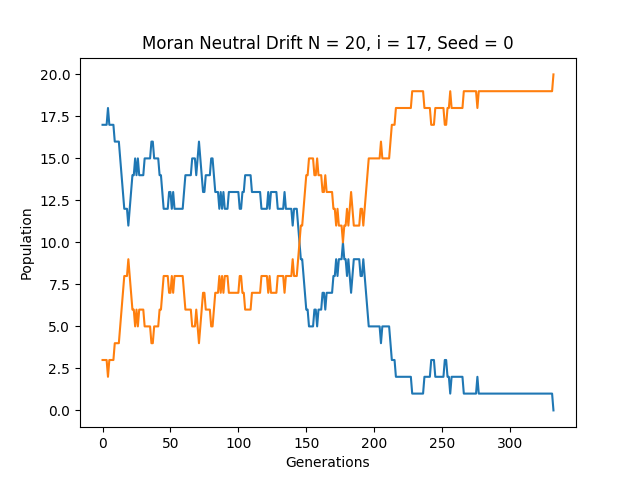 Moran Neutral Drift N = 20, i = 17, Seed = 0
20.0
17.5
15.0
12.5
10.0
7.5
5.0
2.5
0.0
Population
0 50 100 150 200 250 300
Generations